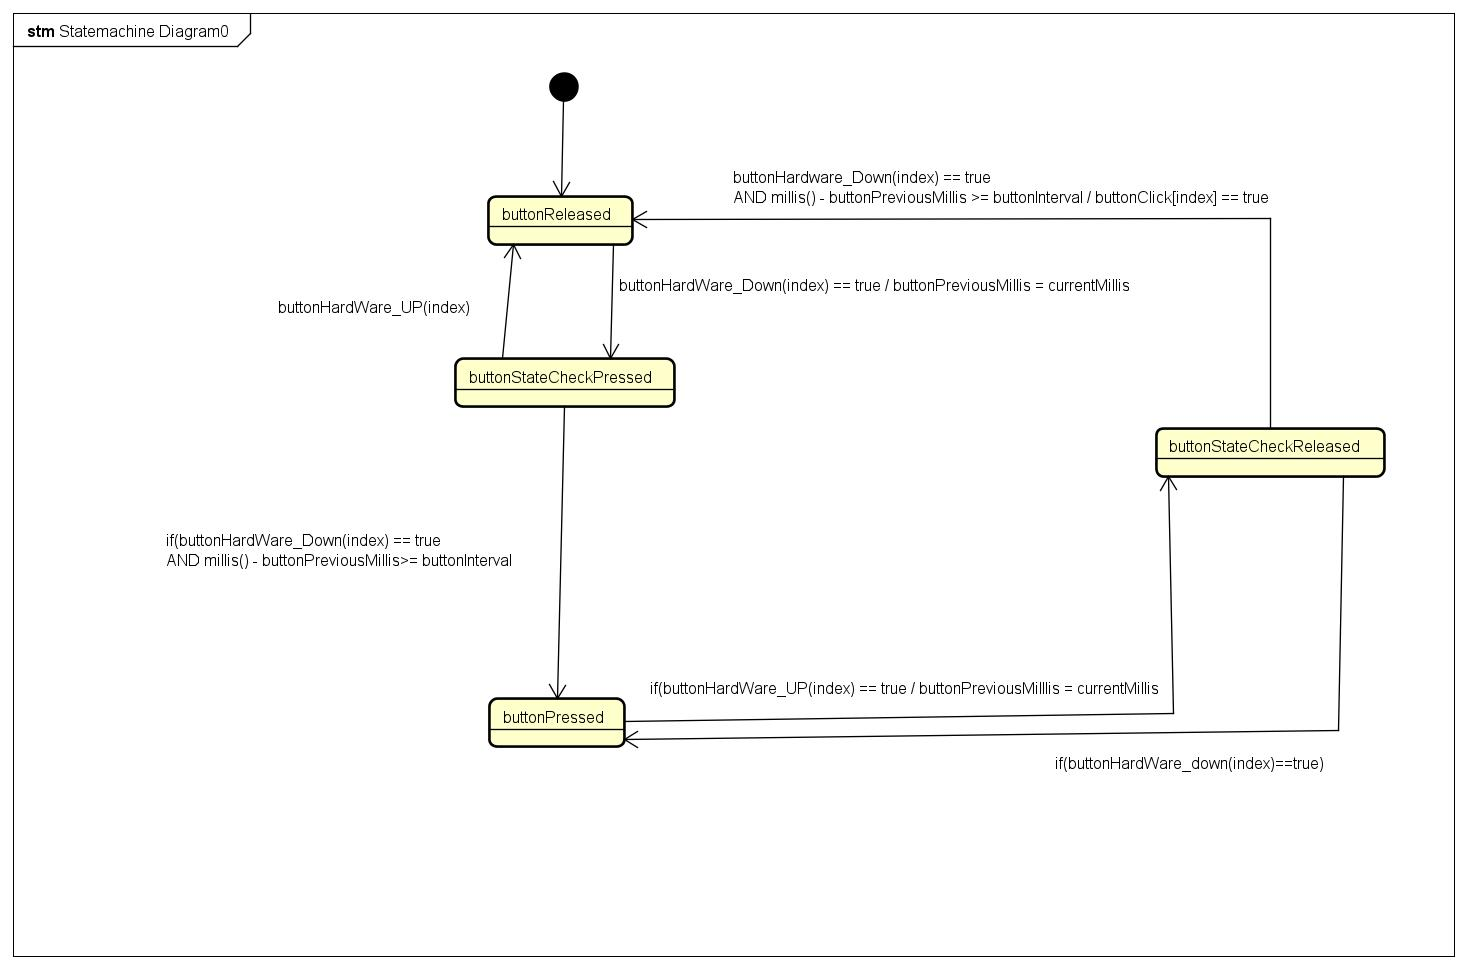 stm Statemachine Diagram0
buttonHardware_Down(index) == true
AND millis() - buttonPreviousMillis >= buttonInterval / buttonClick[index] == true
buttonReleased
buttonHardWare_Down(index) == true / buttonPreviousMillis = currentMillis
buttonHardWare_UP(index)
buttonStateCheckPressed
buttonStateCheckReleased
if(buttonHardWare_Down(index) == true
AND millis() - buttonPreviousMillis>= buttonInterval
if(buttonHardWare_UP(index) == true / buttonPreviousMilllis = currentMillis
buttonPressed
if(buttonHardWare_down(index)==true)